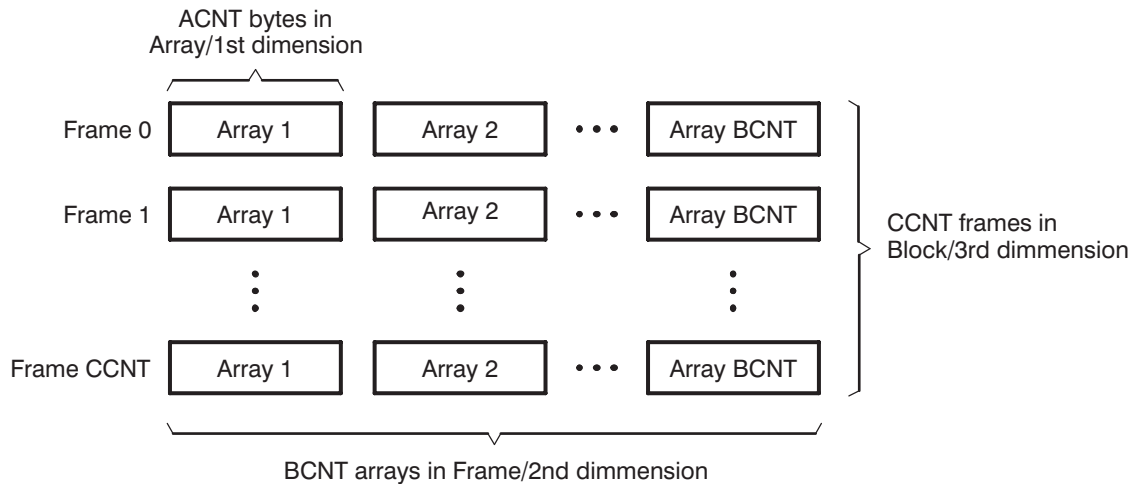 ACNT bytes in
Array/1st dimension
Frame 0
Array 1
Array 2
Array BCNT
Frame 1
Array 1
Array 2
Array BCNT
CCNT frames in
Block/3rd dimmension
Frame CCNT
Array 1
Array 2
Array BCNT
BCNT arrays in Frame/2nd dimmension